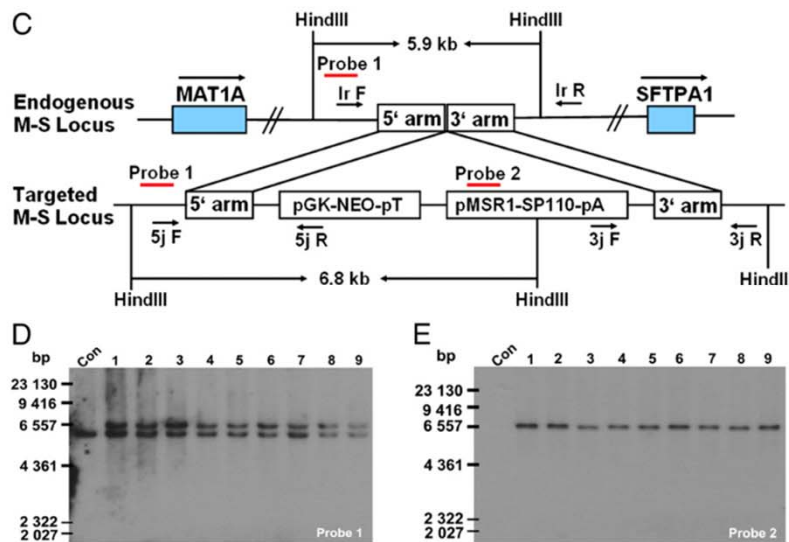 C
HindIII HindIII
5.9 kb
Probe 1
MAT1A lr F lr R SFTPA1
Endogenous
M-S Locus
5‘ arm 3‘ arm
Probe 1 Probe 2
Targeted
M-S Locus
5‘ arm pGK-NEO-pT pMSR1-SP110-pA 3‘ arm
5j F 5j R 3j F 3j R
6.8 kb
HindIII HindIII HindII
D
bp Con 1 2 3 4 5 6 7 8 9
23 130
9 416
6 557
4 361
2 322
2 027
Probe 1
E
bp Con 1 2 3 4 5 6 7 8 9
23 130
9 416
6 557
4 361
2 322
2 027
Probe 2